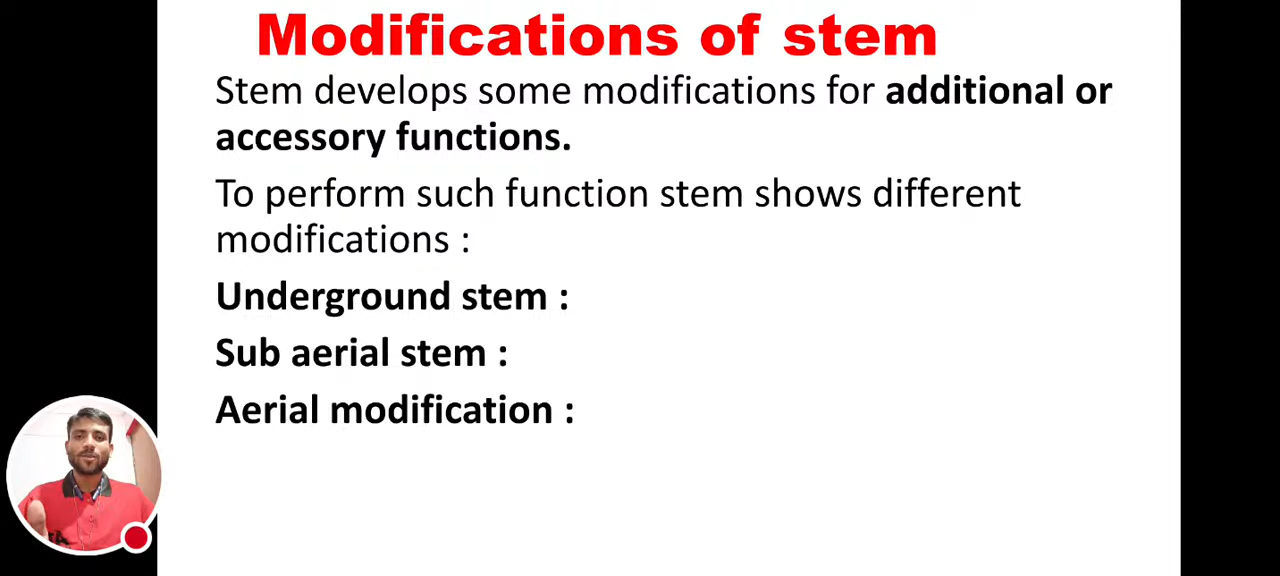 Modifications of stem
Stem develops some modifications for additional or
accessory functions.
To perform such function stem shows different
modifications :
Underground stem :
Sub aerial stem :
Aerial modification :